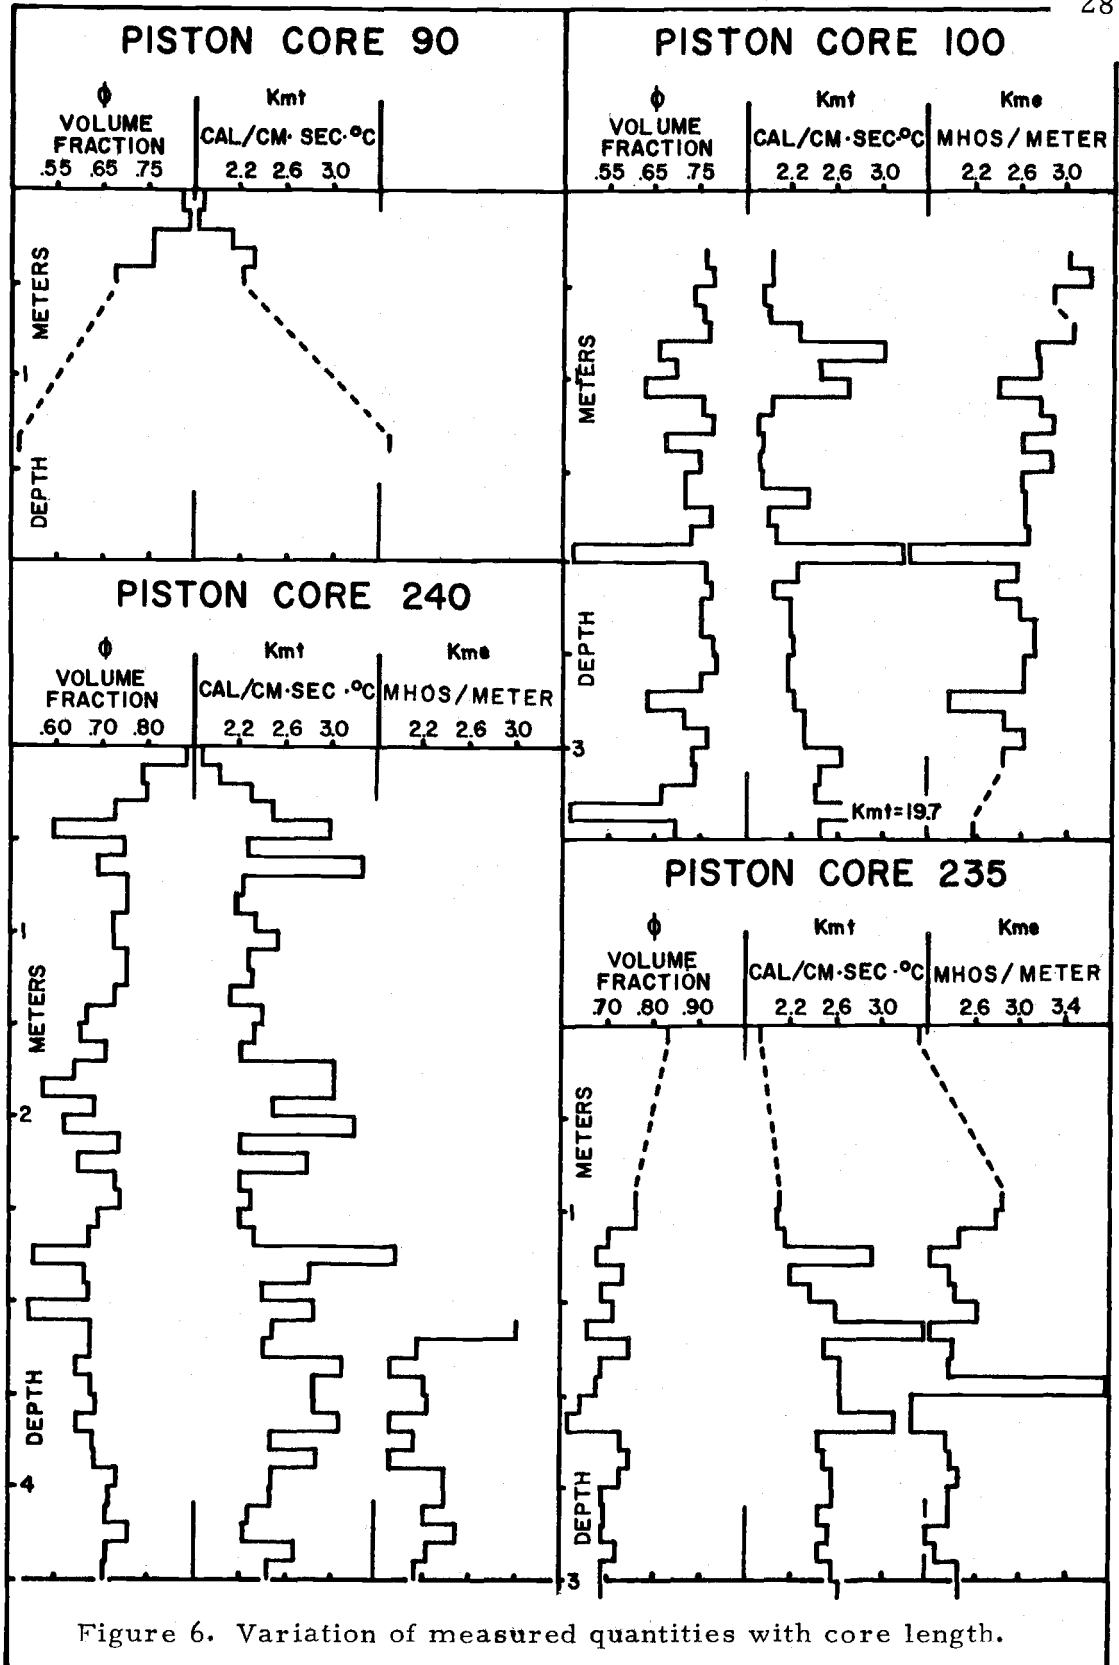 28
PISTON CORE 90
ϕ
VOLUME
FRACTION
.55 .65 .75
Kmt
CAL/CM·SEC·°C
2.2 2.6 3.0
METERS
1
DEPTH
PISTON CORE 100
ϕ
VOLUME
FRACTION
.55 .65 .75
Kmt
CAL/CM·SEC·°C
2.2 2.6 3.0
Kme
MHOS/METER
2.2 2.6 3.0
METERS
1
DEPTH
3
Kmt=19.7
PISTON CORE 240
ϕ
VOLUME
FRACTION
.60 .70 .80
Kmt
CAL/CM·SEC·°C
2.2 2.6 3.0
Kme
MHOS/METER
2.2 2.6 3.0
1
METERS
2
DEPTH
4
PISTON CORE 235
ϕ
VOLUME
FRACTION
.70 .80 .90
Kmt
CAL/CM·SEC·°C
2.2 2.6 3.0
Kme
MHOS/METER
2.6 3.0 3.4
METERS
1
DEPTH
3
Figure 6. Variation of measured quantities with core length.